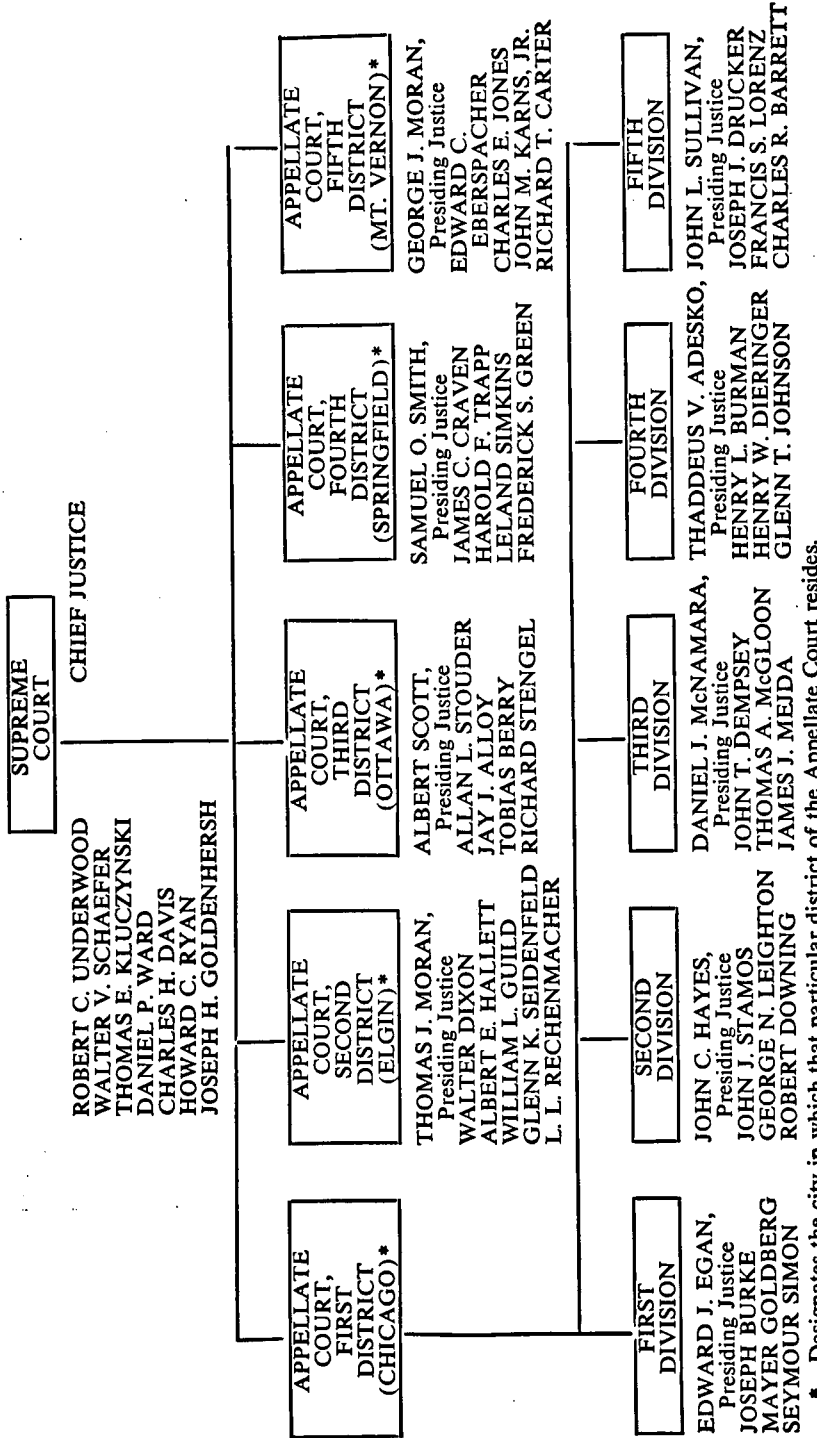 SUPREME
COURT
ROBERT C. UNDERWOOD
CHIEF JUSTICE
WALTER V. SCHAEFER
THOMAS E. KLUCZYNSKI
DANIEL P. WARD
CHARLES H. DAVIS
HOWARD C. RYAN
JOSEPH H. GOLDENHERSH
APPELLATE
COURT,
FIRST
DISTRICT
(CHICAGO)*
APPELLATE
COURT,
SECOND
DISTRICT
(ELGIN)*
THOMAS J. MORAN,
Presiding Justice
WALTER DIXON
ALBERT E. HALLETT
WILLIAM L. GUILD
GLENN K. SEIDENFELD
L. L. RECHENMACHER
APPELLATE
COURT,
THIRD
DISTRICT
(OTTAWA)*
ALBERT SCOTT,
Presiding Justice
ALLAN L. STOUDER
JAY J. ALLOY
TOBIAS BERRY
RICHARD STENGEL
APPELLATE
COURT,
FOURTH
DISTRICT
(SPRINGFIELD)*
SAMUEL O. SMITH,
Presiding Justice
JAMES C. CRAVEN
HAROLD F. TRAPP
LELAND SIMKINS
FREDERICK S. GREEN
APPELLATE
COURT,
FIFTH
DISTRICT
(MT. VERNON)*
GEORGE J. MORAN,
Presiding Justice
EDWARD C.
EBERSPACHER
CHARLES E. JONES
JOHN M. KARNS, JR.
RICHARD T. CARTER
FIRST
DIVISION
EDWARD J. EGAN,
Presiding Justice
JOSEPH BURKE
MAYER GOLDBERG
SEYMOUR SIMON
SECOND
DIVISION
JOHN C. HAYES,
Presiding Justice
JOHN J. STAMOS
GEORGE N. LEIGHTON
ROBERT DOWNING
THIRD
DIVISION
DANIEL J. McNAMARA,
Presiding Justice
JOHN T. DEMPSEY
THOMAS A. McGLOON
JAMES J. MEJDA
FOURTH
DIVISION
THADDEUS V. ADESKO,
Presiding Justice
HENRY L. BURMAN
HENRY W. DIERINGER
GLENN T. JOHNSON
FIFTH
DIVISION
JOHN L. SULLIVAN,
Presiding Justice
JOSEPH J. DRUCKER
FRANCIS S. LORENZ
CHARLES R. BARRETT
* Designates the city in which that particular district of the Appellate Court resides.